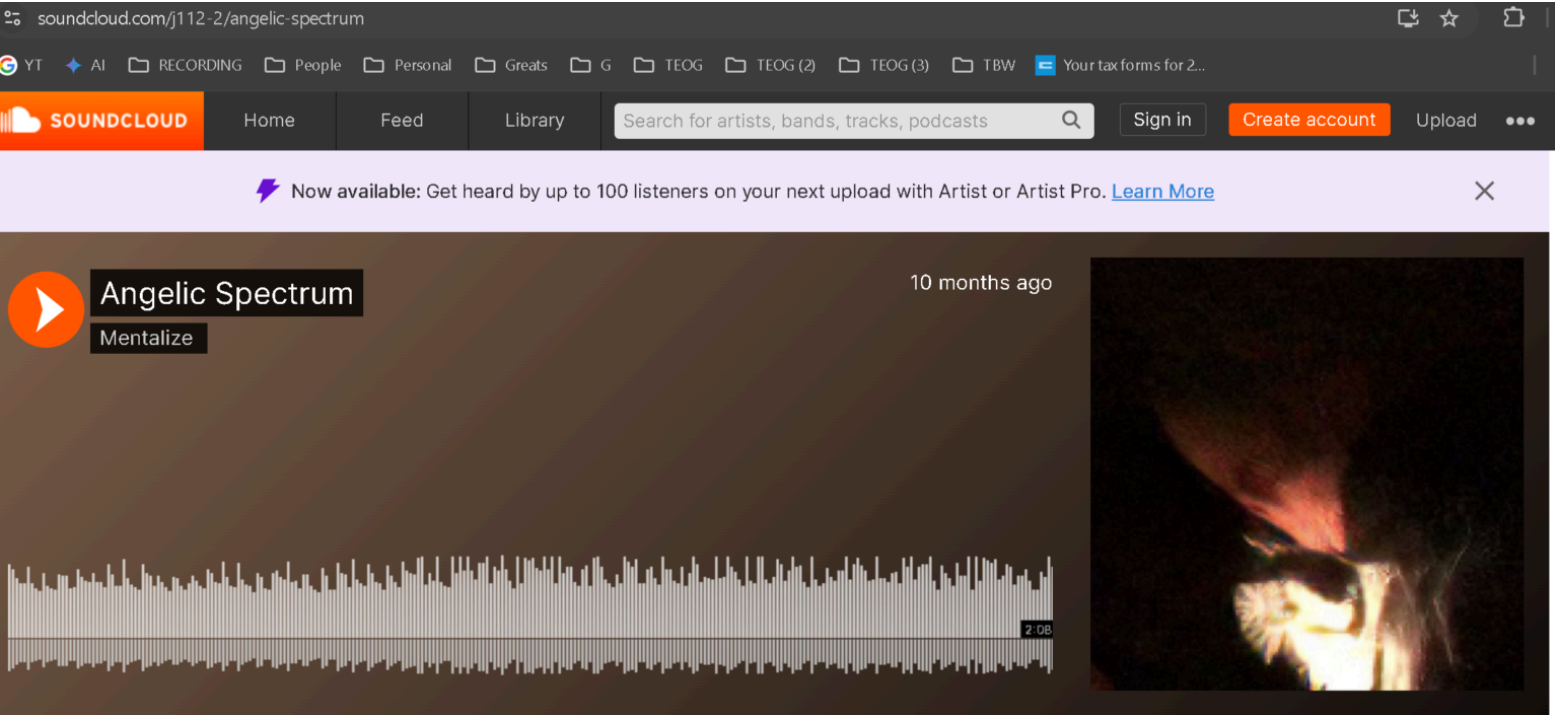 soundcloud.com/j112-2/angelic-spectrum
YT AI RECORDING People Personal Greats G TEOG TEOG (2) TEOG (3) TBW Your tax forms for 2...
SOUNDCLOUD Home Feed Library Search for artists, bands, tracks, podcasts Sign in Create account Upload
Now available: Get heard by up to 100 listeners on your next upload with Artist or Artist Pro. Learn More
Angelic Spectrum
10 months ago
Mentalize
2:08